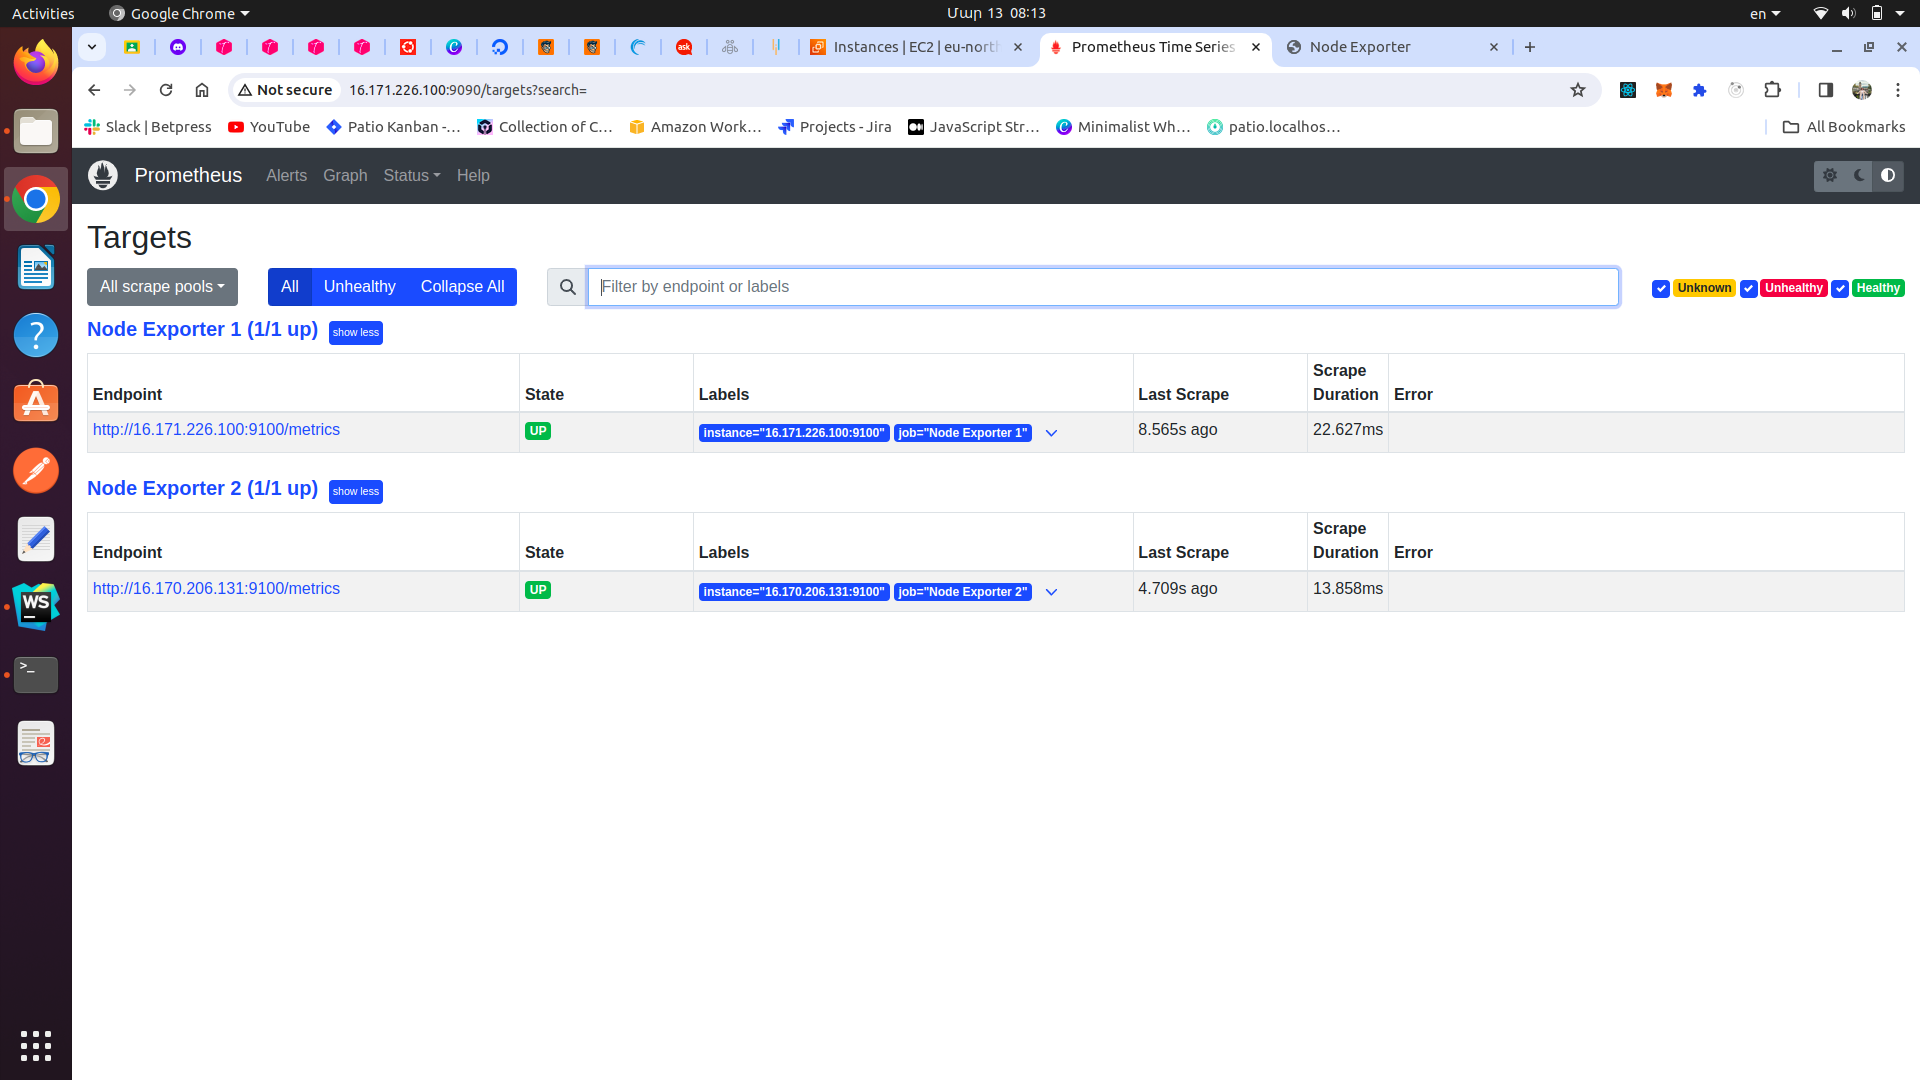 Activities
Google Chrome
Մար 13 08:13
en
Instances | EC2 | eu-nort
Prometheus Time Series
Node Exporter
Not secure
16.171.226.100:9090/targets?search=
Slack | Betpress
YouTube
Patio Kanban -...
Collection of C...
Amazon Work...
Projects - Jira
JavaScript Str...
Minimalist Wh...
patio.localhos...
All Bookmarks
Prometheus
Alerts
Graph
Status
Help
Targets
All scrape pools
All
Unhealthy
Collapse All
Filter by endpoint or labels
Unknown
Unhealthy
Healthy
Node Exporter 1 (1/1 up)
show less
Endpoint
State
Labels
Last Scrape
Scrape
Duration
Error
http://16.171.226.100:9100/metrics
UP
instance="16.171.226.100:9100"
job="Node Exporter 1"
8.565s ago
22.627ms
Node Exporter 2 (1/1 up)
show less
Endpoint
State
Labels
Last Scrape
Scrape
Duration
Error
http://16.170.206.131:9100/metrics
UP
instance="16.170.206.131:9100"
job="Node Exporter 2"
4.709s ago
13.858ms
ask
WS
>_